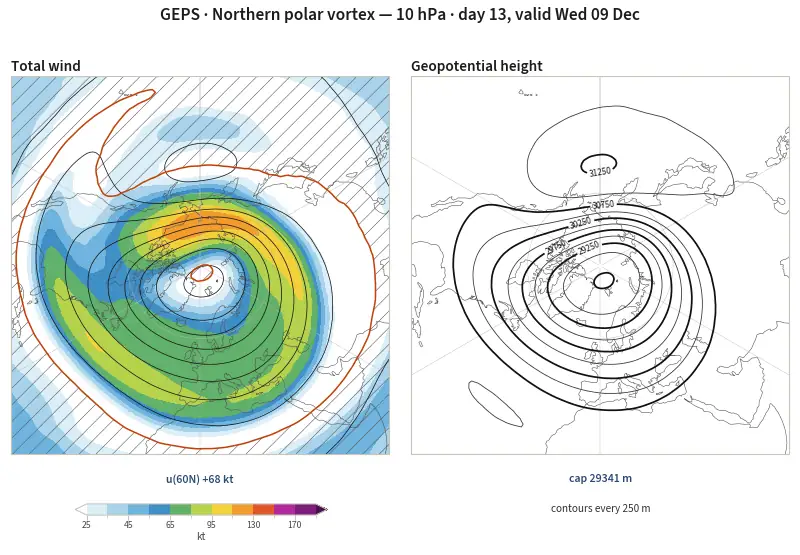 GEPS · Northern polar vortex — 10 hPa · day 13, valid Wed 09 Dec
Total wind
Geopotential height
31250
30750
30250
29750
29250
u(60N) +68 kt
cap 29341 m
contours every 250 m
25 45 65 95 130 170
kt